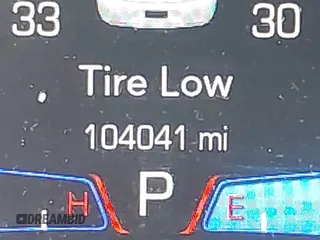 33 30
Tire Low
104041 mi
P
H E
DREAMBID